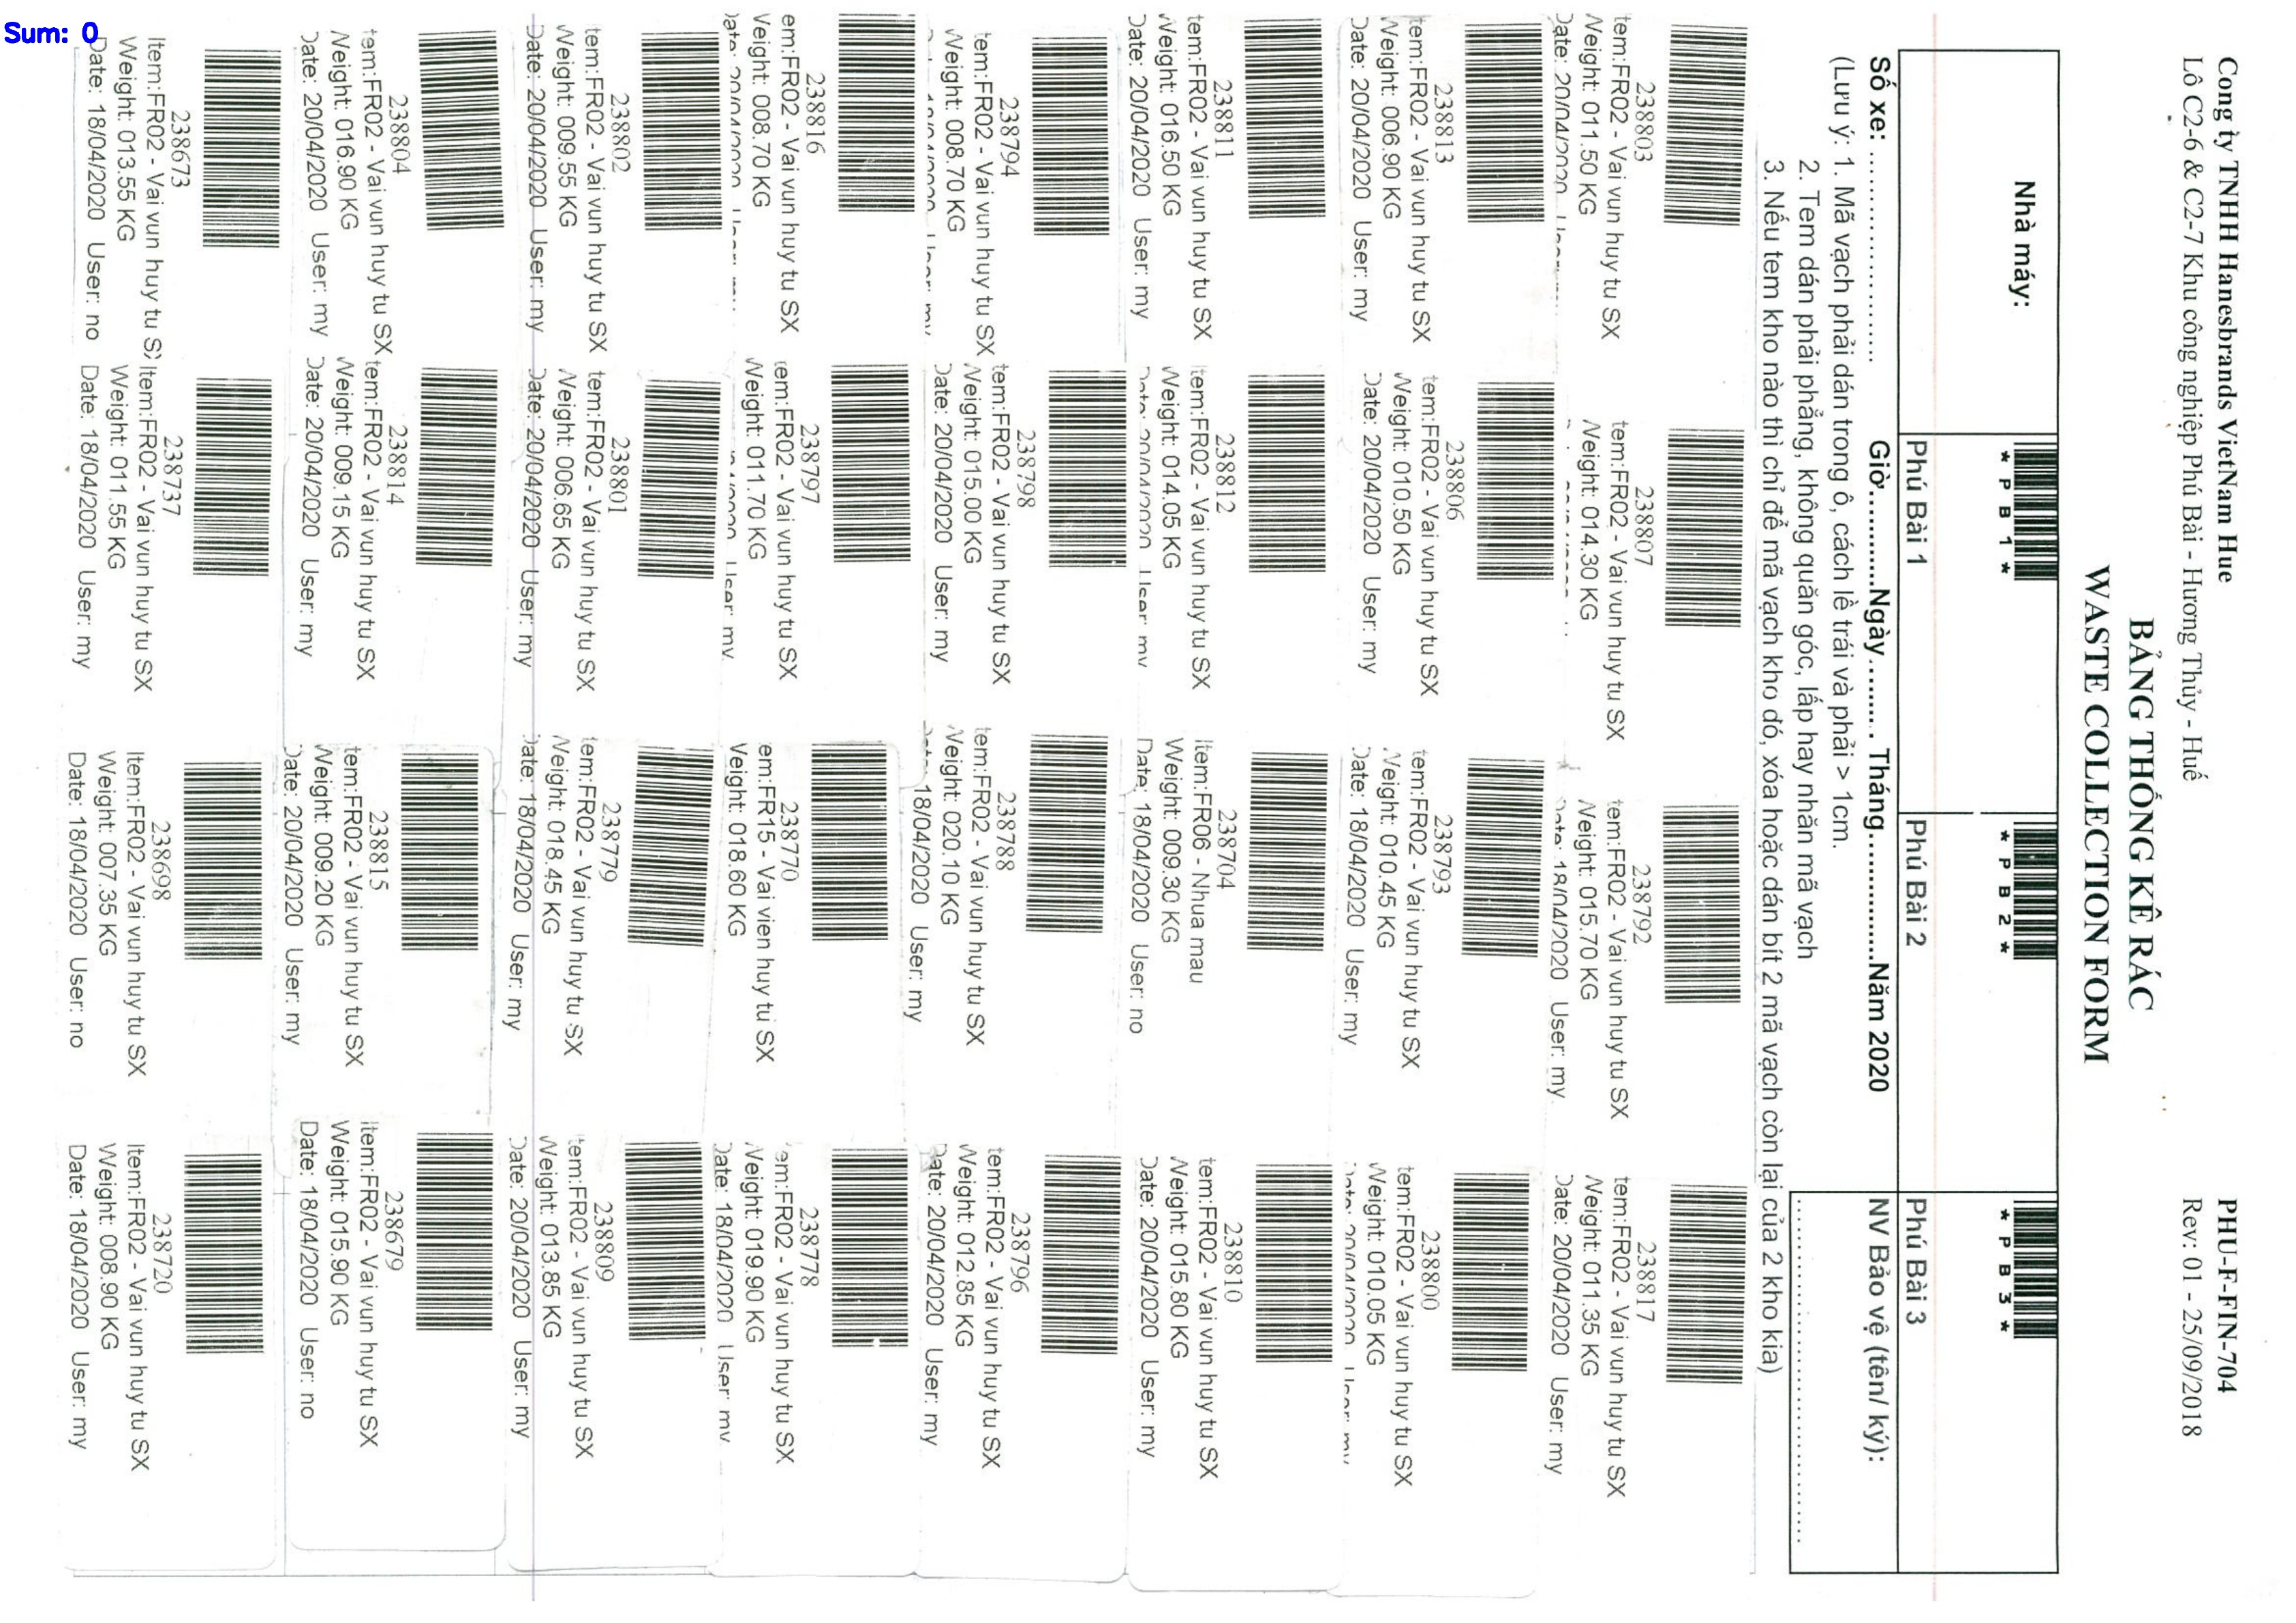 Sum: 0
Cong ty TNHH Hanesbrands VietNam Hue
PHU-F-FIN-704
Lô C2-6 & C2-7 Khu công nghiệp Phú Bài - Hương Thủy - Huế
Rev: 01 - 25/09/2018
BẢNG THỐNG KÊ RÁC
WASTE COLLECTION FORM
Nhà máy:
* P B 1 *
* P B 2 *
* P B 3 *
Phú Bài 1
Phú Bài 2
Phú Bài 3
Số xe: .................... Giờ...........Ngày......... Tháng..............Năm 2020
NV Bảo vệ (tên/ ký):
(Lưu ý: 1. Mã vạch phải dán trong ô, cách lề trái và phải > 1cm.
2. Tem dán phải phẳng, không quăn góc, lấp hay nhăn mã vạch
3. Nếu tem kho nào thì chỉ để mã vạch kho đó, xóa hoặc dán bít 2 mã vạch còn lại của 2 kho kia)
238803
tem:FR02 - Vai vun huy tu SX
Weight: 011.50 KG
Date: 20/04/2020 User:
238807
tem:FR02 - Vai vun huy tu SX
Weight: 014.30 KG
238792
tem:FR02 - Vai vun huy tu SX
Weight: 015.70 KG
Date: 18/04/2020 User: my
238817
tem:FR02 - Vai vun huy tu SX
Weight: 011.35 KG
Date: 20/04/2020 User: my
238813
tem:FR02 - Vai vun huy tu SX
Weight: 006.90 KG
Date: 20/04/2020 User: my
238806
tem:FR02 - Vai vun huy tu SX
Weight: 010.50 KG
Date: 20/04/2020 User: my
238793
tem:FR02 - Vai vun huy tu SX
Weight: 010.45 KG
Date: 18/04/2020 User: my
238800
tem:FR02 - Vai vun huy tu SX
Weight: 010.05 KG
Date: 20/04/2020 User: my
238811
tem:FR02 - Vai vun huy tu SX
Weight: 016.50 KG
Date: 20/04/2020 User: my
238812
tem:FR02 - Vai vun huy tu SX
Weight: 014.05 KG
Date: 20/04/2020 User: my
238704
Item:FR06 - Nhua mau
Weight: 009.30 KG
Date: 18/04/2020 User: no
238810
tem:FR02 - Vai vun huy tu SX
Weight: 015.80 KG
Date: 20/04/2020 User: my
238794
tem:FR02 - Vai vun huy tu SX
Weight: 008.70 KG
User: my
238798
tem:FR02 - Vai vun huy tu SX
Weight: 015.00 KG
Date: 20/04/2020 User: my
238788
tem:FR02 - Vai vun huy tu SX
Weight: 020.10 KG
Date: 18/04/2020 User: my
238796
tem:FR02 - Vai vun huy tu SX
Weight: 012.85 KG
Date: 20/04/2020 User: my
238816
em:FR02 - Vai vun huy tu SX
Weight: 008.70 KG
Date: 20/04/2020 User: my
238797
tem:FR02 - Vai vun huy tu SX
Weight: 011.70 KG
User: my
238770
em:FR15 - Vai vien huy tu SX
Weight: 018.60 KG
238778
em:FR02 - Vai vun huy tu SX
Weight: 019.90 KG
Date: 18/04/2020 User: my
238802
tem:FR02 - Vai vun huy tu SX
Weight: 009.55 KG
Date: 20/04/2020 User: my
238801
tem:FR02 - Vai vun huy tu SX
Weight: 006.65 KG
Date: 20/04/2020 User: my
238779
tem:FR02 - Vai vun huy tu SX
Weight: 018.45 KG
Date: 18/04/2020 User: my
238809
tem:FR02 - Vai vun huy tu SX
Weight: 013.85 KG
Date: 20/04/2020 User: my
238804
tem:FR02 - Vai vun huy tu SX
Weight: 016.90 KG
Date: 20/04/2020 User: my
238814
tem:FR02 - Vai vun huy tu SX
Weight: 009.15 KG
Date: 20/04/2020 User: my
238815
tem:FR02 - Vai vun huy tu SX
Weight: 009.20 KG
Date: 20/04/2020 User: my
238679
Item:FR02 - Vai vun huy tu SX
Weight: 015.90 KG
Date: 18/04/2020 User: no
238673
Item:FR02 - Vai vun huy tu SX
Weight: 013.55 KG
Date: 18/04/2020 User: no
238737
Item:FR02 - Vai vun huy tu SX
Weight: 011.55 KG
Date: 18/04/2020 User: my
238698
Item:FR02 - Vai vun huy tu SX
Weight: 007.35 KG
Date: 18/04/2020 User: no
238720
Item:FR02 - Vai vun huy tu SX
Weight: 008.90 KG
Date: 18/04/2020 User: my